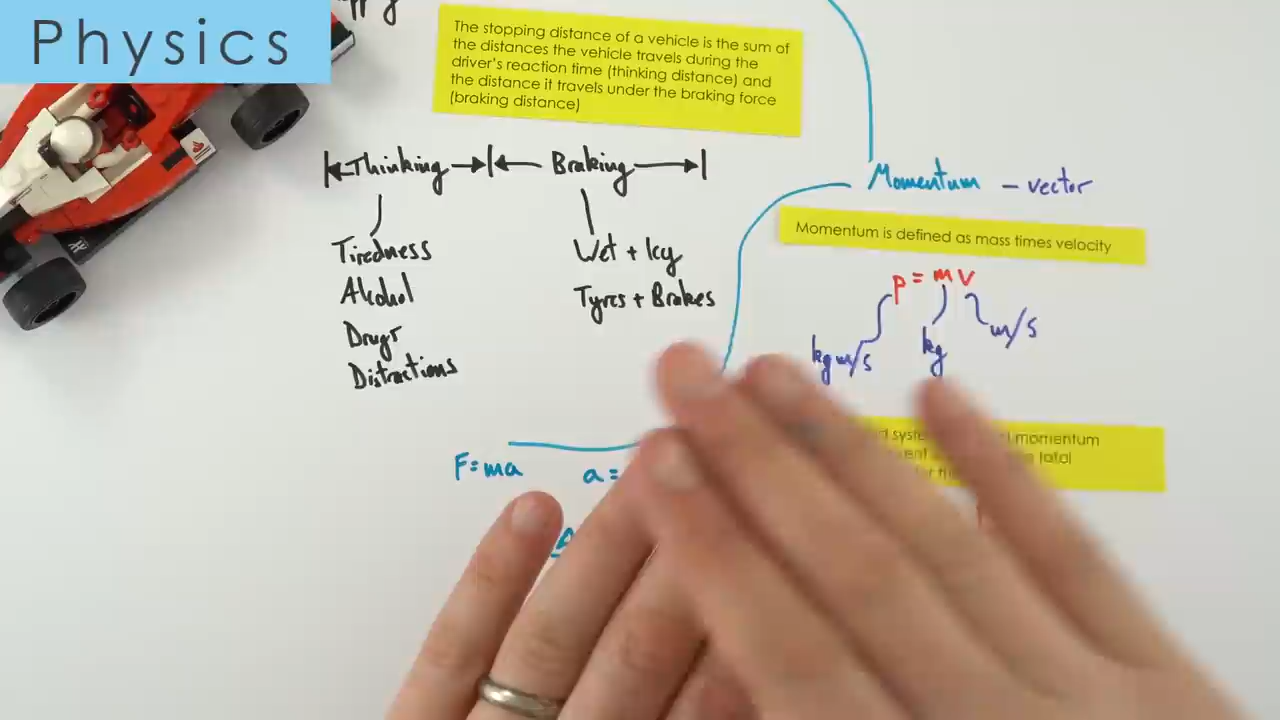 Physics
The stopping distance of a vehicle is the sum of
the distances the vehicle travels during the
driver's reaction time (thinking distance) and
the distance it travels under the braking force
(braking distance)
Thinking Braking
Tiredness
Alcohol
Drugs
Distractions
Wet + Icy
Tyres + Brakes
Momentum - vector
Momentum is defined as mass times velocity
p = m v
kg m/s kg m/s
momentum
total
F = ma a =